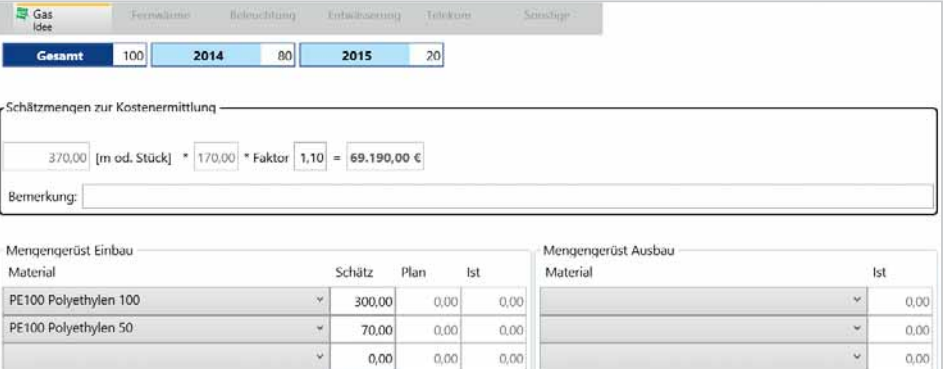 Gas Fernwärme Beleuchtung Entwässerung Telekom Sonstige
Idee
Gesamt 100 2014 80 2015 20
Schätzmengen zur Kostenermittlung
370,00 [m od. Stück] * 170,00 * Faktor 1,10 = 69.190,00 €
Bemerkung:
Mengengerüst Einbau Mengengerüst Ausbau
Material Schätz Plan Ist Material Ist
PE100 Polyethylen 100 300,00 0,00 0,00 0,00
PE100 Polyethylen 50 70,00 0,00 0,00 0,00
0,00 0,00 0,00 0,00